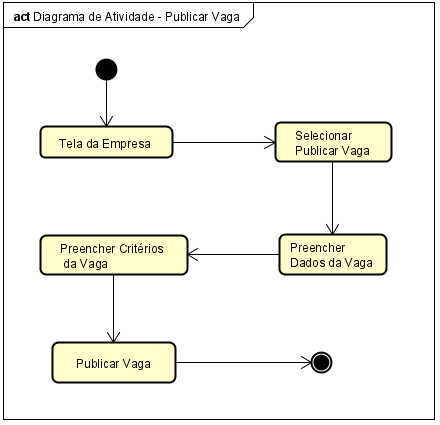 act Diagrama de Atividade - Publicar Vaga
Tela da Empresa
Selecionar
Publicar Vaga
Preencher
Dados da Vaga
Preencher Critérios
da Vaga
Publicar Vaga